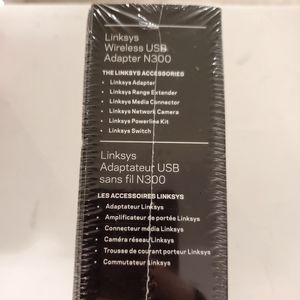 Linksys
Wireless USB
Adapter N300
THE LINKSYS ACCESSORIES
• Linksys Adapter
• Linksys Range Extender
• Linksys Media Connector
• Linksys Network Camera
• Linksys Powerline Kit
• Linksys Switch
Linksys
Adaptateur USB
sans fil N300
LES ACCESSOIRES LINKSYS
• Adaptateur Linksys
• Amplificateur de portée Linksys
• Connecteur média Linksys
• Caméra réseau Linksys
• Trousse de courant porteur Linksys
• Commutateur Linksys